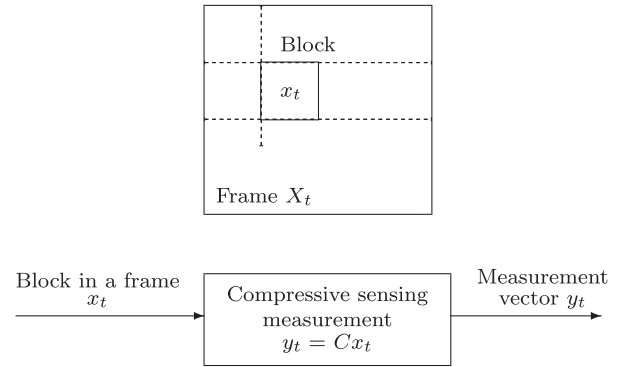 Block
x_t
Frame X_t
Block in a frame
x_t
Compressive sensing
measurement
y_t = Cx_t
Measurement
vector y_t